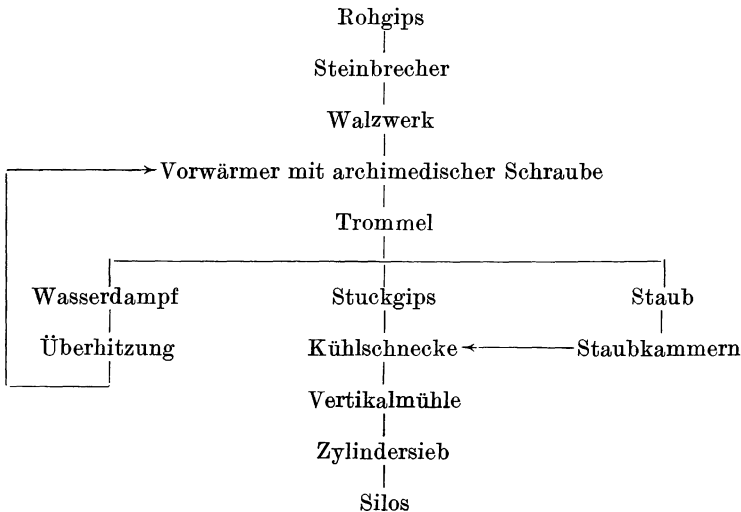 Rohgips
Steinbrecher
Walzwerk
Vorwärmer mit archimedischer Schraube
Trommel
Wasserdampf Stuckgips Staub
Überhitzung Kühlschnecke Staubkammern
Vertikalmühle
Zylindersieb
Silos